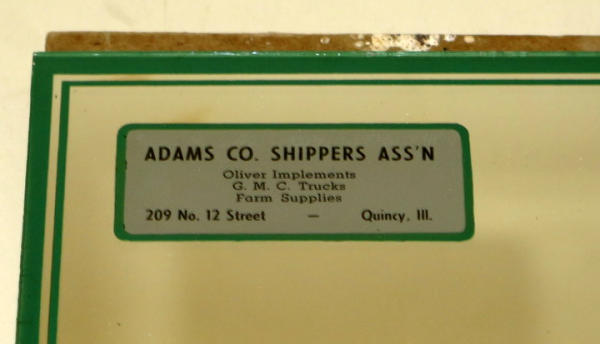 ADAMS CO. SHIPPERS ASS'N
Oliver Implements
G. M. C. Trucks
Farm Supplies
209 No. 12 Street — Quincy, Ill.